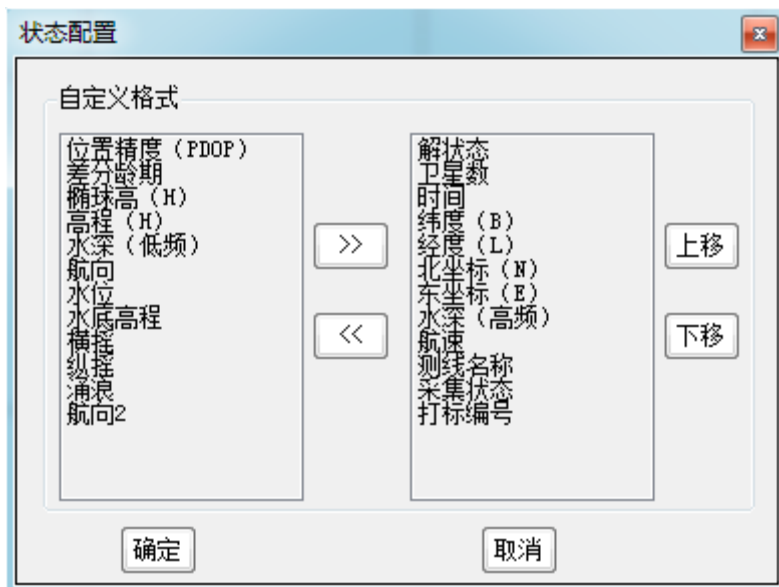 状态配置
自定义格式
位置精度（PDOP）
差分龄期
椭球高（H）
高程（H）
水深（低频）
航向
水位
水底高程
横摇
纵摇
涌浪
航向2
>>
<<
解状态
卫星数
时间
纬度（B）
经度（L）
北坐标（N）
东坐标（E）
水深（高频）
航速
测线名称
采集状态
打标编号
上移
下移
确定
取消